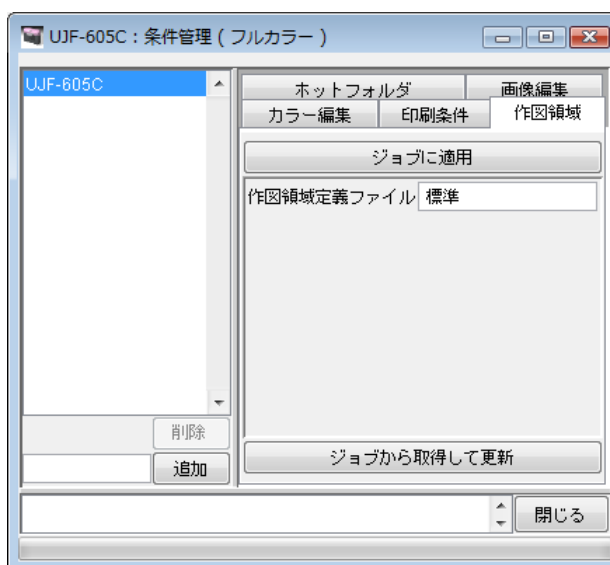 UJF-605C：条件管理 ( フルカラー )
UJF-605C
ホットフォルダ 画像編集
カラー編集 印刷条件 作図領域
ジョブに適用
作図領域定義ファイル 標準
削除
追加
ジョブから取得して更新
閉じる